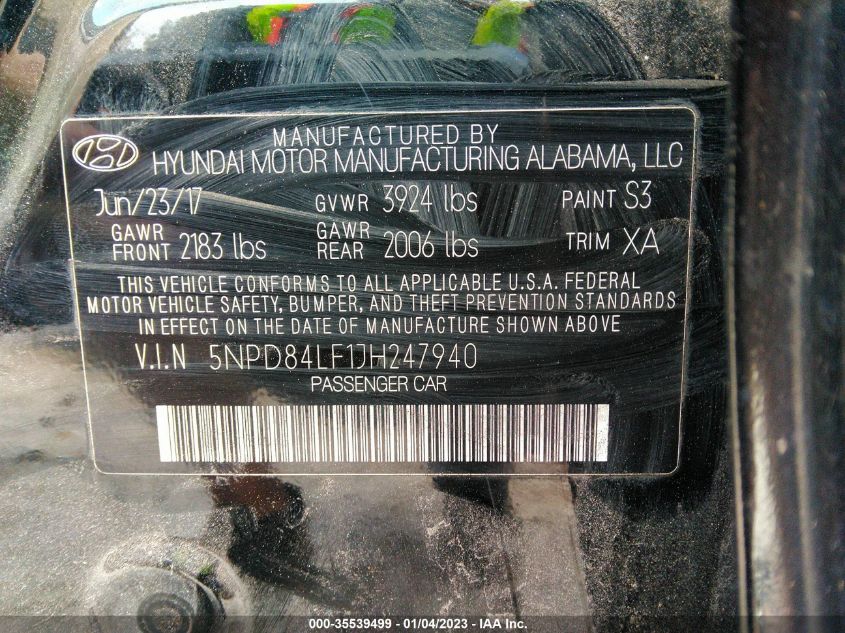 MANUFACTURED BY
HYUNDAI MOTOR MANUFACTURING ALABAMA, LLC
Jun/23/17 GVWR 3924 lbs PAINT S3
GAWR FRONT 2183 lbs GAWR REAR 2006 lbs TRIM XA
THIS VEHICLE CONFORMS TO ALL APPLICABLE U.S.A. FEDERAL
MOTOR VEHICLE SAFETY, BUMPER, AND THEFT PREVENTION STANDARDS
IN EFFECT ON THE DATE OF MANUFACTURE SHOWN ABOVE
V.I.N 5NPD84LF1JH247940
PASSENGER CAR
000-35539499 - 01/04/2023 - IAA Inc.